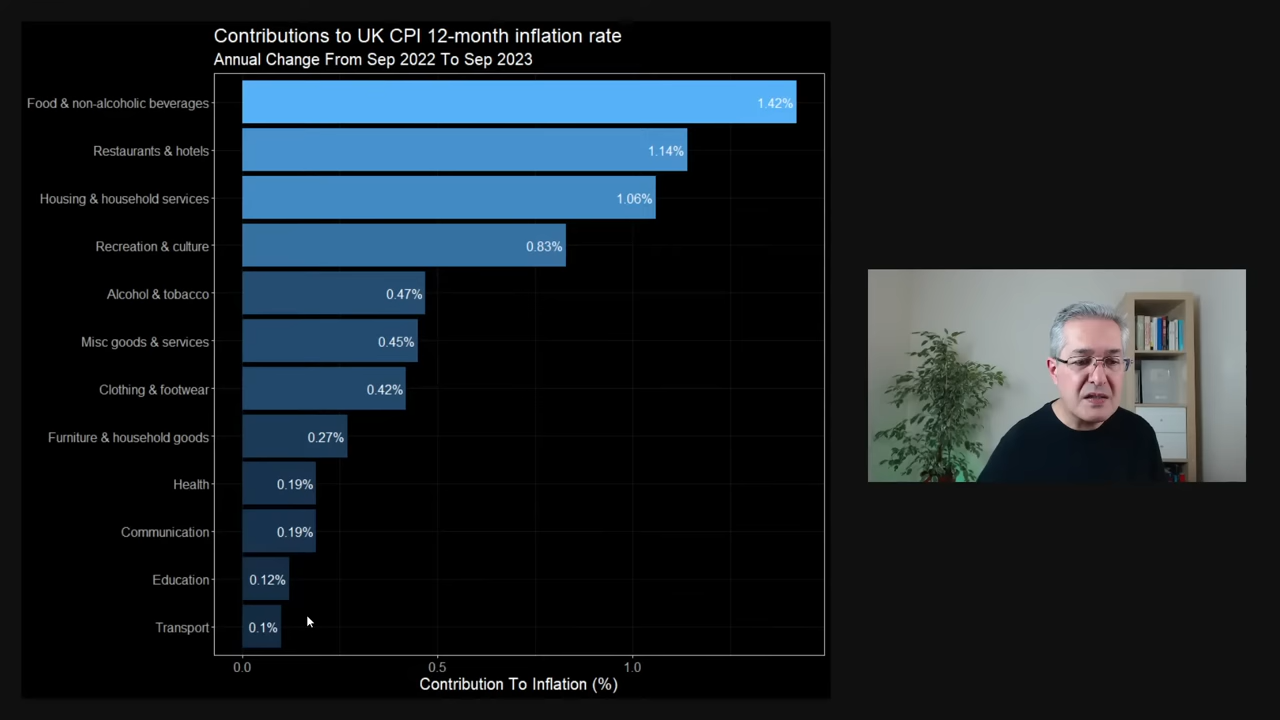 Contributions to UK CPI 12-month inflation rate
Annual Change From Sep 2022 To Sep 2023
Food & non-alcoholic beverages 1.42%
Restaurants & hotels 1.14%
Housing & household services 1.06%
Recreation & culture 0.83%
Alcohol & tobacco 0.47%
Misc goods & services 0.45%
Clothing & footwear 0.42%
Furniture & household goods 0.27%
Health 0.19%
Communication 0.19%
Education 0.12%
Transport 0.1%
0.0 0.5 1.0
Contribution To Inflation (%)